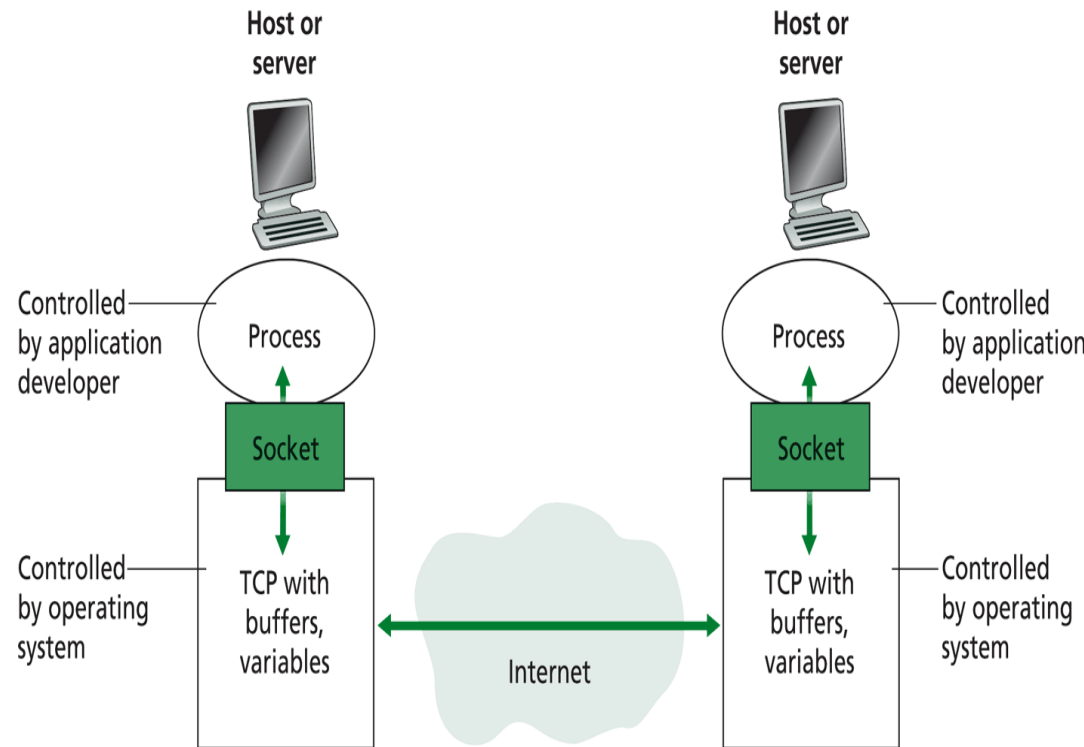 Host or
server
Host or
server
Controlled
by application
developer
Process
Process
Controlled
by application
developer
Socket
Socket
Controlled
by operating
system
TCP with
buffers,
variables
Internet
TCP with
buffers,
variables
Controlled
by operating
system